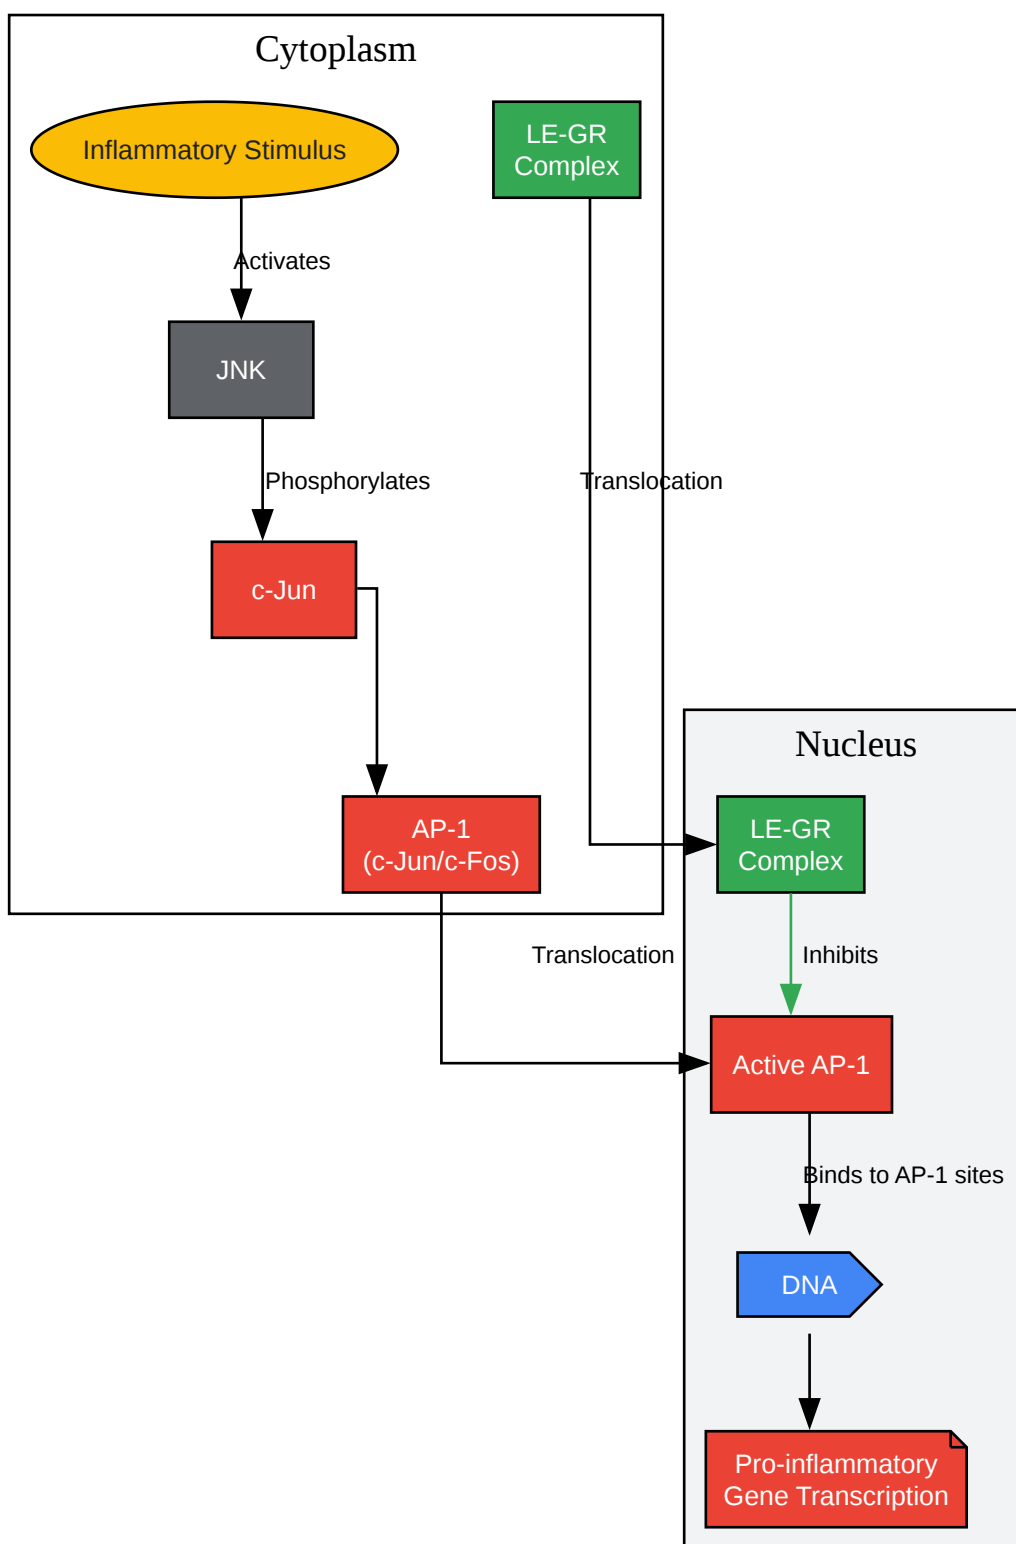 Cytoplasm
Inflammatory Stimulus
LE-GR
Complex
Activates
JNK
Phosphorylates
Translocation
c-Jun
Nucleus
AP-1
(c-Jun/c-Fos)
LE-GR
Complex
Translocation
Inhibits
Active AP-1
Binds to AP-1 sites
DNA
Pro-inflammatory
Gene Transcription